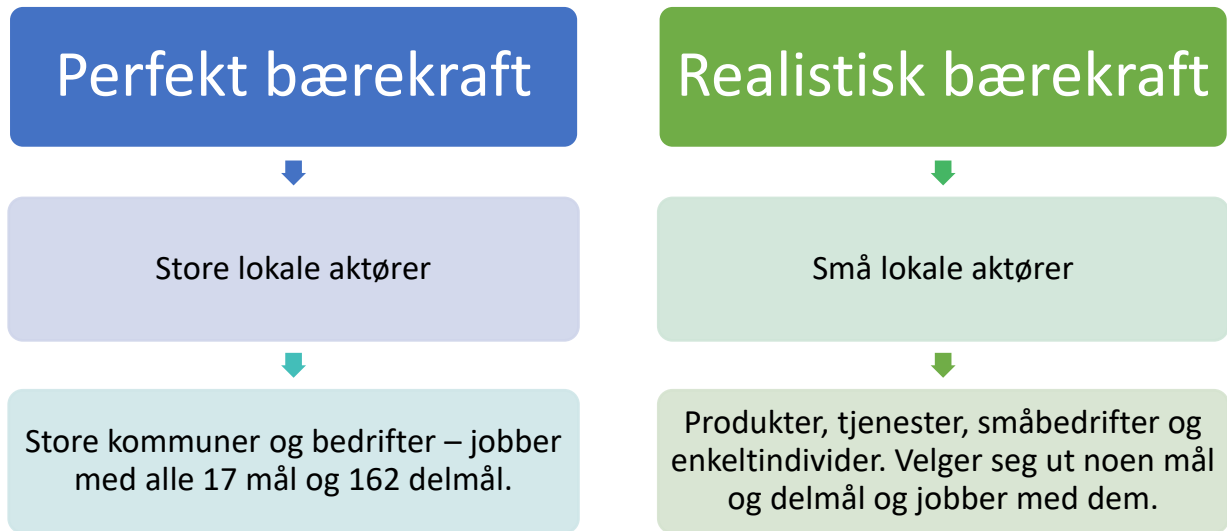 Perfekt bærekraft
Store lokale aktører
Store kommuner og bedrifter – jobber
med alle 17 mål og 162 delmål.
Realistisk bærekraft
Små lokale aktører
Produkter, tjenester, småbedrifter og
enkeltindivider. Velger seg ut noen mål
og delmål og jobber med dem.